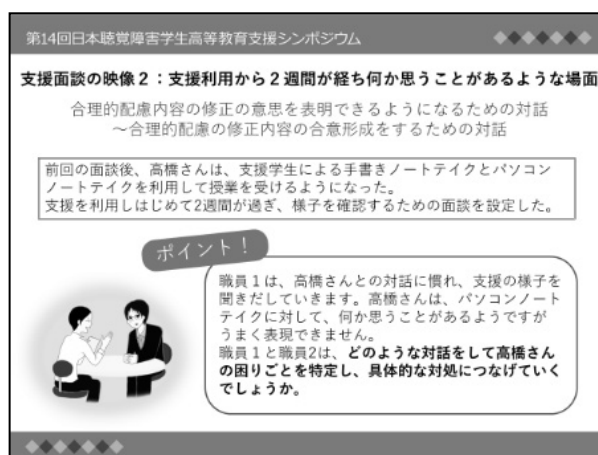 第14回日本聴覚障害学生高等教育支援シンポジウム
支援面談の映像2：支援利用から2週間が経ち何か思うことがあるような場面
合理的配慮内容の修正の意思を表明できるようになるための対話
～合理的配慮の修正内容の合意形成をするための対話
前回の面談後、高橋さんは、支援学生による手書きノートテイクとパソコン
ノートテイクを利用して授業を受けるようになった。
支援を利用しはじめて2週間が過ぎ、様子を確認するための面談を設定した。
ポイント！
職員1は、高橋さんとの対話に慣れ、支援の様子を
聞きだしていきます。高橋さんは、パソコンノート
テイクに対して、何か思うことがあるようですが
うまく表現できません。
職員1と職員2は、どのような対話をして高橋さん
の困りごとを特定し、具体的な対処につなげていく
でしょうか。